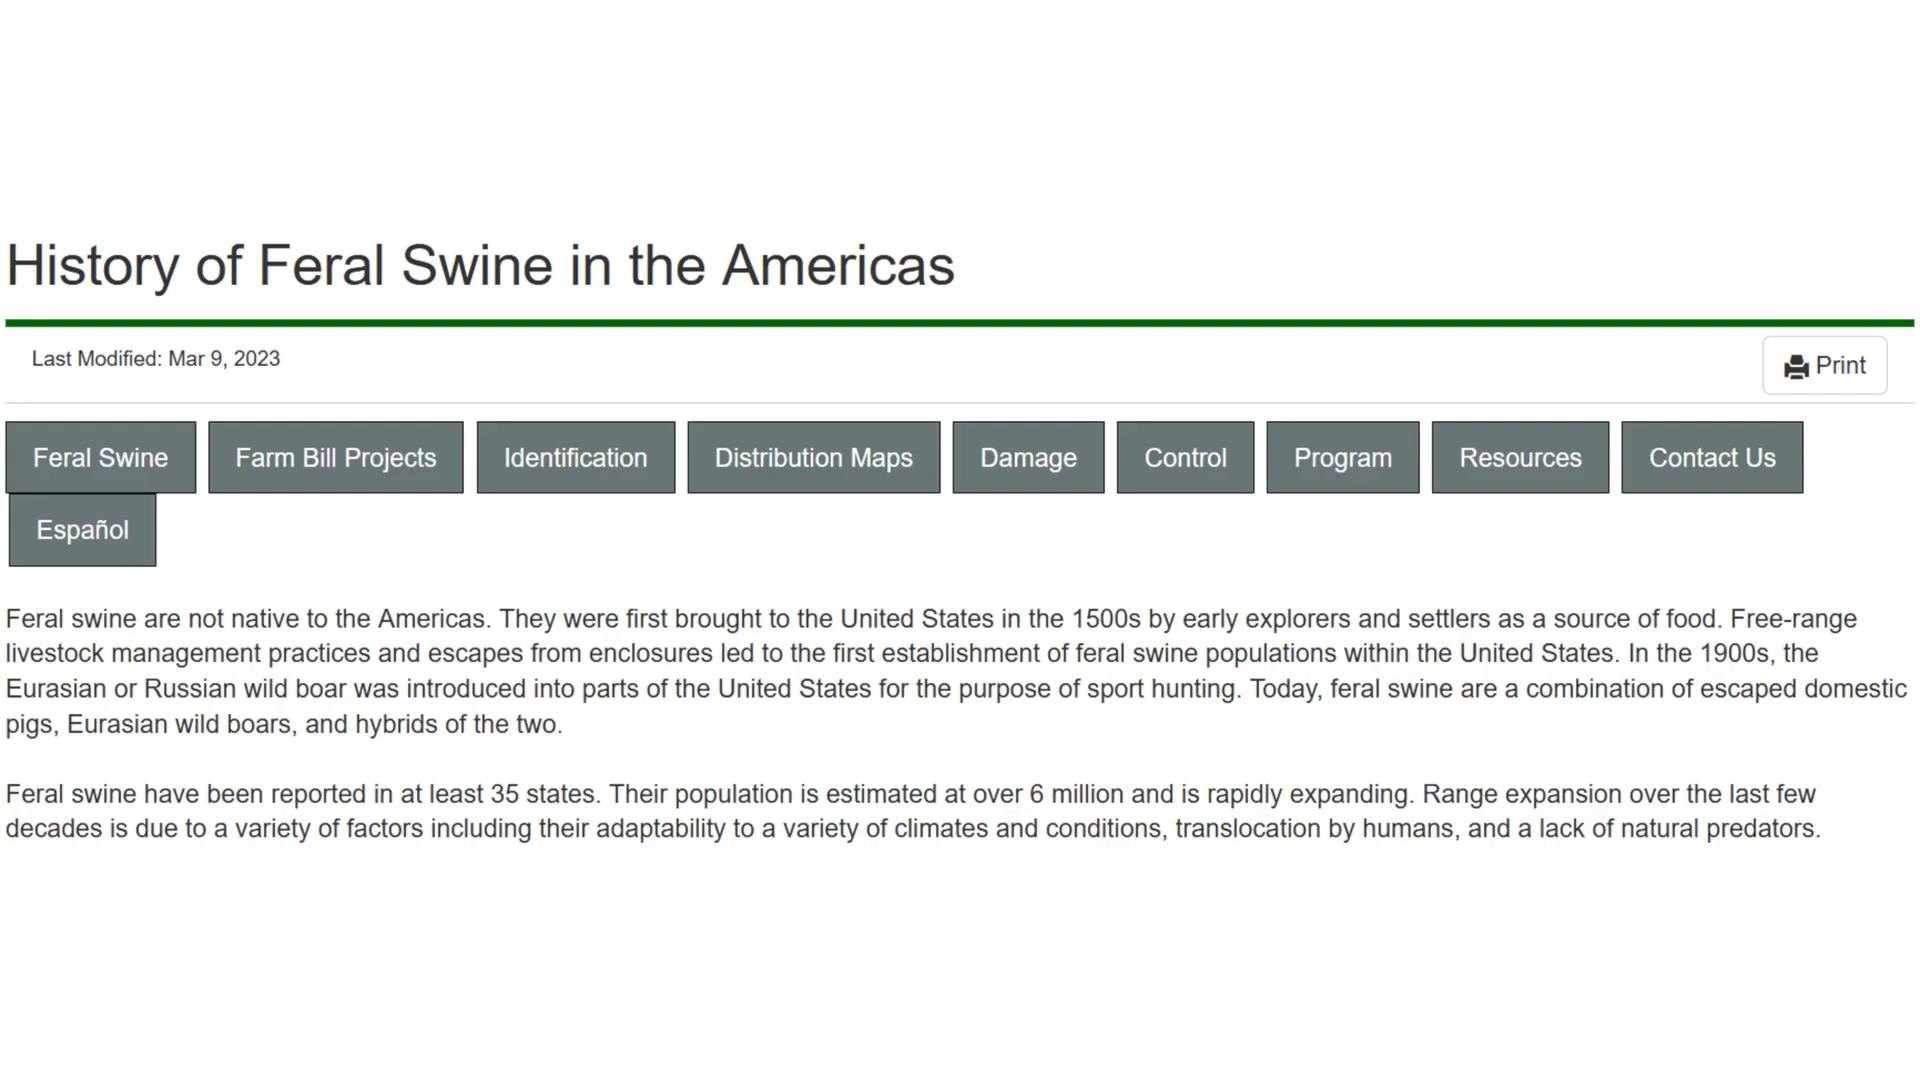 History of Feral Swine in the Americas
Last Modified: Mar 9, 2023
Print
Feral Swine
Farm Bill Projects
Identification
Distribution Maps
Damage
Control
Program
Resources
Contact Us
Español
Feral swine are not native to the Americas. They were first brought to the United States in the 1500s by early explorers and settlers as a source of food. Free-range
livestock management practices and escapes from enclosures led to the first establishment of feral swine populations within the United States. In the 1900s, the
Eurasian or Russian wild boar was introduced into parts of the United States for the purpose of sport hunting. Today, feral swine are a combination of escaped domestic
pigs, Eurasian wild boars, and hybrids of the two.
Feral swine have been reported in at least 35 states. Their population is estimated at over 6 million and is rapidly expanding. Range expansion over the last few
decades is due to a variety of factors including their adaptability to a variety of climates and conditions, translocation by humans, and a lack of natural predators.